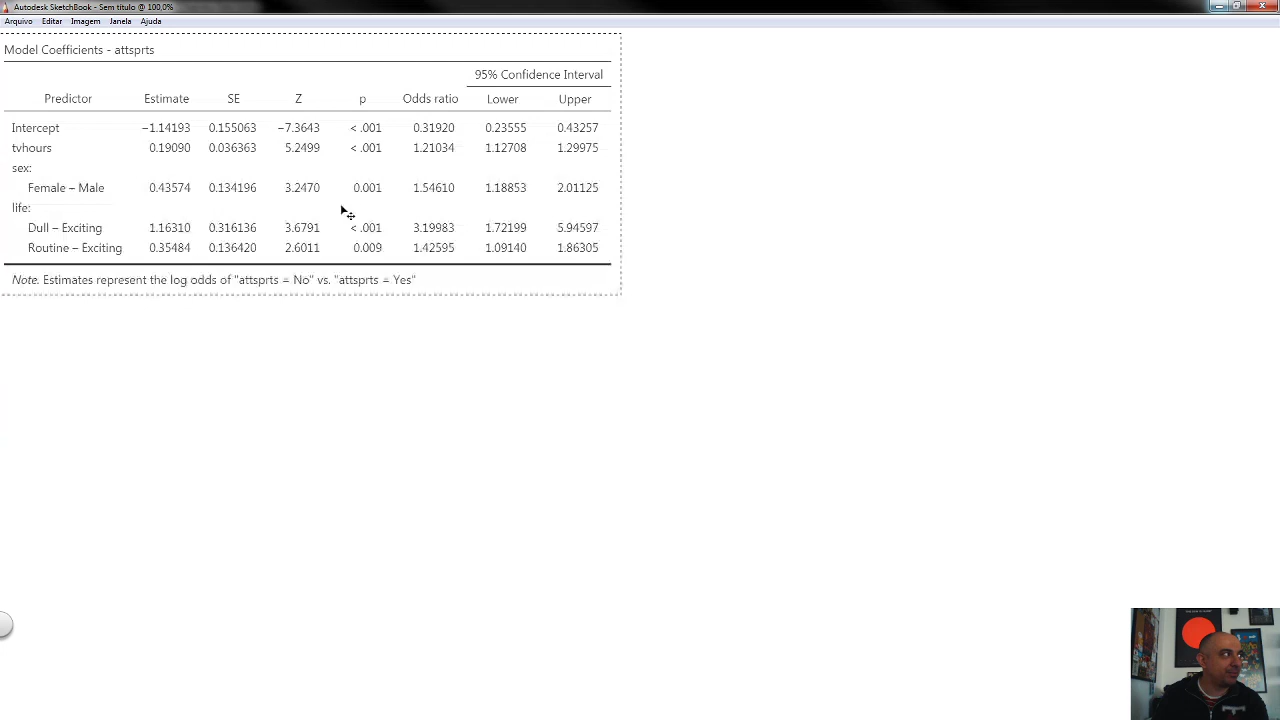 Autodesk SketchBook - Sem título @ 100,0%
Arquivo Editar Imagem Janela Ajuda
Model Coefficients - attsprts
95% Confidence Interval
Predictor Estimate SE Z p Odds ratio Lower Upper
Intercept −1.14193 0.155063 −7.3643 < .001 0.31920 0.23555 0.43257
tvhours 0.19090 0.036363 5.2499 < .001 1.21034 1.12708 1.29975
sex:
Female – Male 0.43574 0.134196 3.2470 0.001 1.54610 1.18853 2.01125
life:
Dull – Exciting 1.16310 0.316136 3.6791 < .001 3.19983 1.72199 5.94597
Routine – Exciting 0.35484 0.136420 2.6011 0.009 1.42595 1.09140 1.86305
Note. Estimates represent the log odds of "attsprts = No" vs. "attsprts = Yes"